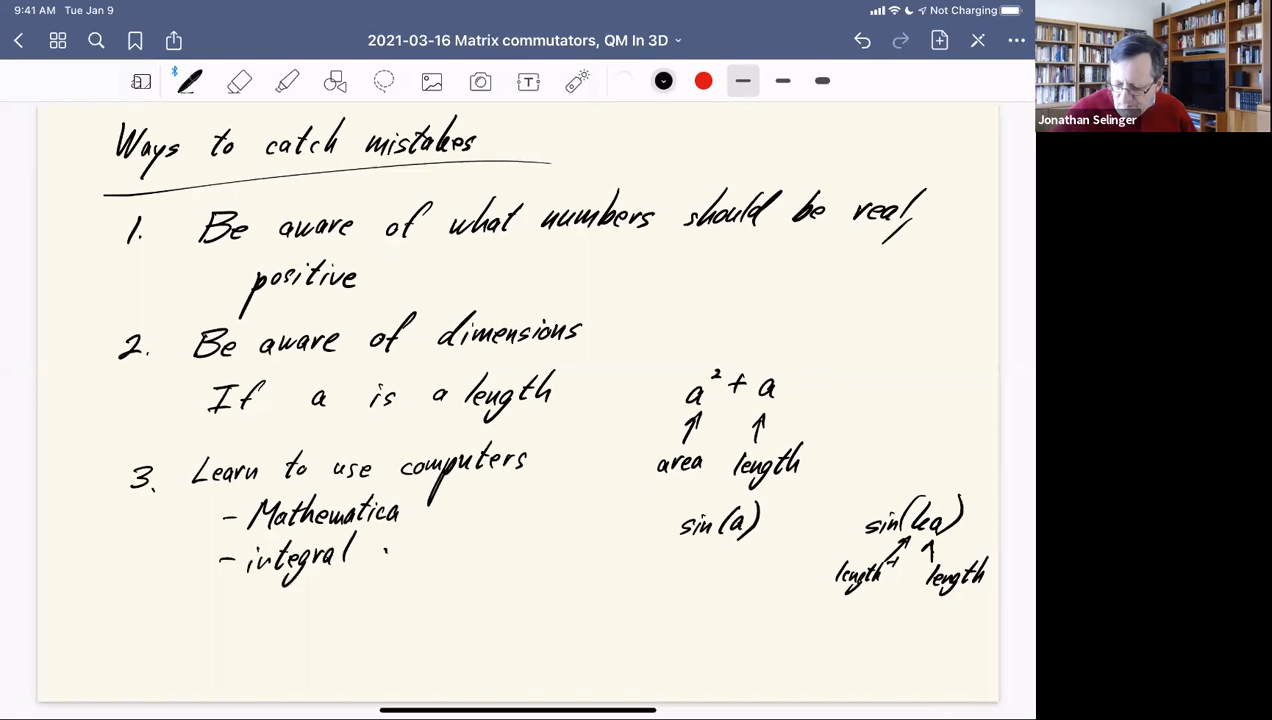 9:41 AM Tue Jan 9
Not Charging
2021-03-16 Matrix commutators, QM In 3D
T
Jonathan Selinger
Ways to catch mistakes
1. Be aware of what numbers should be real,
positive
2. Be aware of dimensions
If a is a length
a² + a
area length
3. Learn to use computers
- Mathematica
- integral
sin(a)
sin(ka)
length⁻¹ length